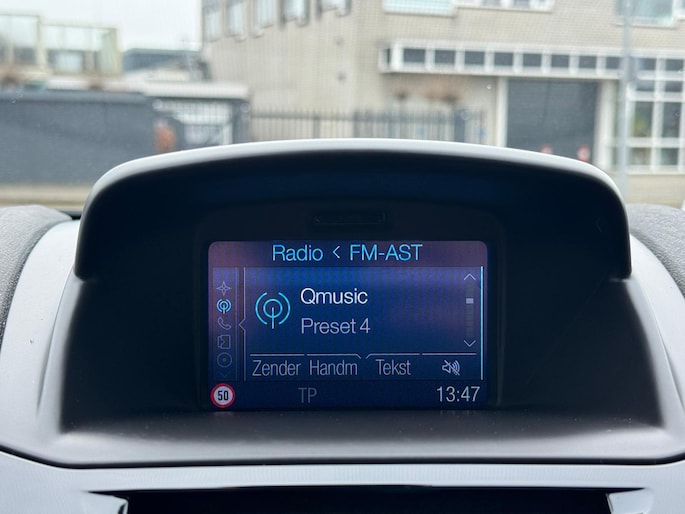 Radio < FM-AST
Qmusic
Preset 4
Zender Handm Tekst
50 TP 13:47